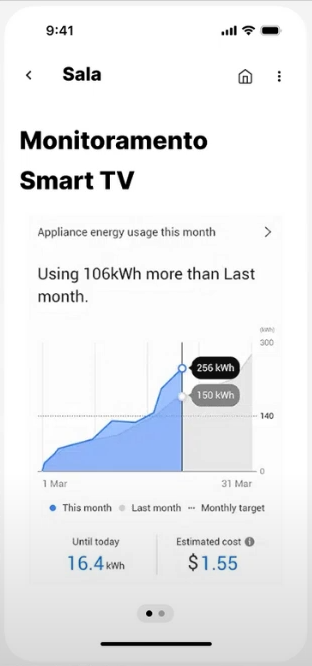 9:41
Sala
Monitoramento
Smart TV
Appliance energy usage this month
Using 106kWh more than Last
month.
(kWh)
300
256 kWh
150 kWh
140
0
1 Mar
31 Mar
This month
Last month
Monthly target
Until today
Estimated cost
16.4 kWh
$1.55